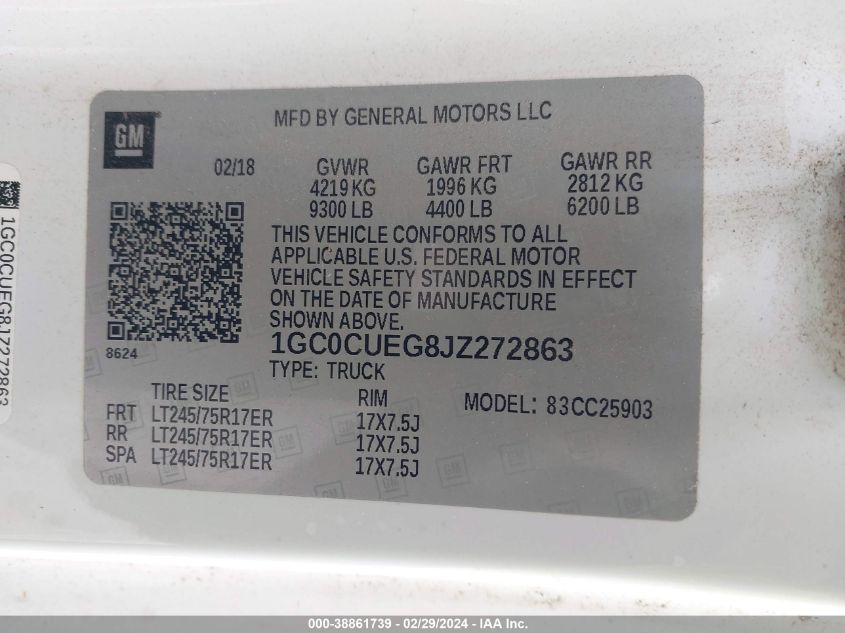 GM
MFD BY GENERAL MOTORS LLC
02/18 GVWR GAWR FRT GAWR RR
4219 KG 1996 KG 2812 KG
9300 LB 4400 LB 6200 LB
THIS VEHICLE CONFORMS TO ALL
APPLICABLE U.S. FEDERAL MOTOR
VEHICLE SAFETY STANDARDS IN EFFECT
ON THE DATE OF MANUFACTURE
SHOWN ABOVE.
8624
1GC0CUEG8JZ272863
TYPE: TRUCK
TIRE SIZE RIM MODEL: 83CC25903
FRT LT245/75R17ER 17X7.5J
RR LT245/75R17ER 17X7.5J
SPA LT245/75R17ER 17X7.5J
1GC0CUEG8JZ272863
000-38861739 - 02/29/2024 - IAA Inc.